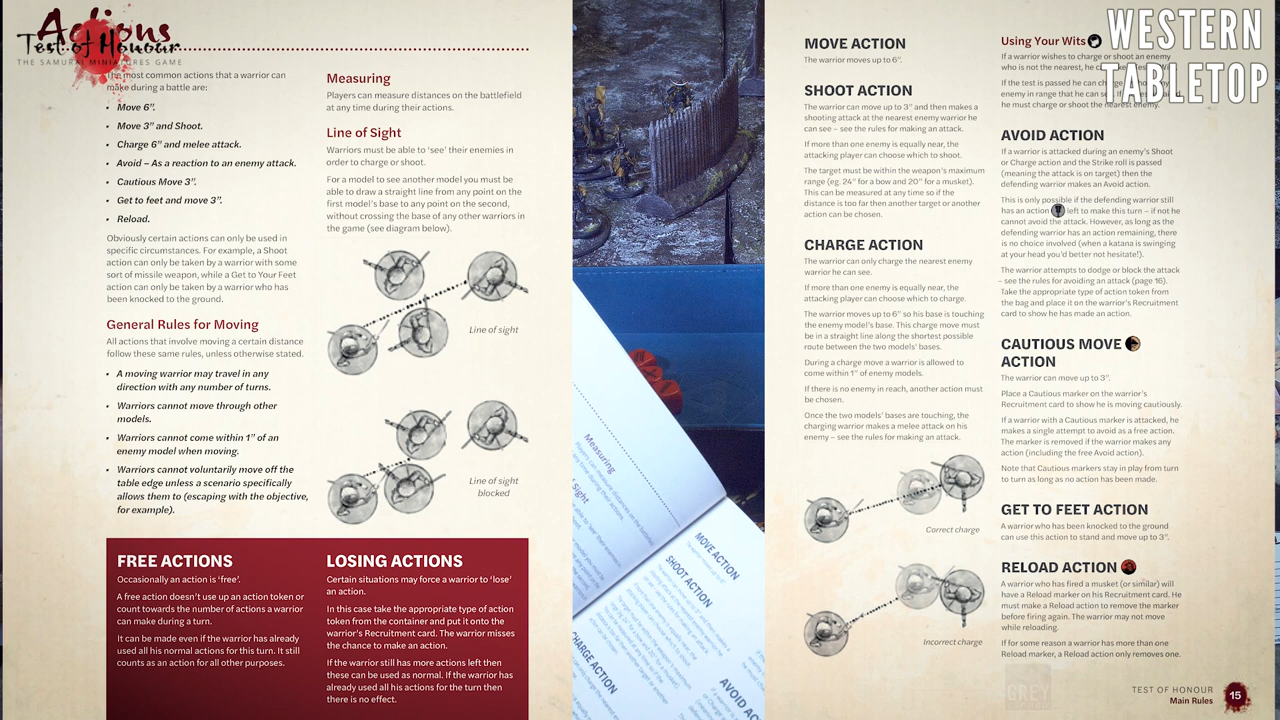 Actions
Test of Honour
THE SAMURAI MINIATURES GAME
The most common actions that a warrior can
make during a battle are:
• Move 6".
• Move 3" and Shoot.
• Charge 6" and melee attack.
• Avoid – As a reaction to an enemy attack.
• Cautious Move 3".
• Get to feet and move 3".
• Reload.
Obviously certain actions can only be used in
specific circumstances. For example, a Shoot
action can only be taken by a warrior with some
sort of missile weapon, while a Get to Your Feet
action can only be taken by a warrior who has
been knocked to the ground.
General Rules for Moving
All actions that involve moving a certain distance
follow these same rules, unless otherwise stated.
• A moving warrior may travel in any
direction with any number of turns.
• Warriors cannot move through other
models.
• Warriors cannot come within 1" of an
enemy model when moving.
• Warriors cannot voluntarily move off the
table edge unless a scenario specifically
allows them to (escaping with the objective,
for example).
Measuring
Players can measure distances on the battlefield
at any time during their actions.
Line of Sight
Warriors must be able to 'see' their enemies in
order to charge or shoot.
For a model to see another model you must be
able to draw a straight line from any point on the
first model's base to any point on the second,
without crossing the base of any other warriors in
the game (see diagram below).
Line of sight
Line of sight
blocked
FREE ACTIONS
Occasionally an action is 'free'.
A free action doesn't use up an action token or
count towards the number of actions a warrior
can make during a turn.
It can be made even if the warrior has already
used all his normal actions for this turn. It still
counts as an action for all other purposes.
LOSING ACTIONS
Certain situations may force a warrior to 'lose'
an action.
In this case take the appropriate type of action
token from the container and put it onto the
warrior's Recruitment card. The warrior misses
the chance to make an action.
If the warrior still has more actions left then
these can be used as normal. If the warrior has
already used all his actions for the turn then
there is no effect.
Measuring
Sight
MOVE ACTION
SHOOT ACTION
CHARGE ACTION
AVOID AC
MOVE ACTION
The warrior moves up to 6".
SHOOT ACTION
The warrior can move up to 3" and then makes a
shooting attack at the nearest enemy warrior he
can see – see the rules for making an attack.
If more than one enemy is equally near, the
attacking player can choose which to shoot.
The target must be within the weapon's maximum
range (eg. 24" for a bow and 20" for a musket).
This can be measured at any time so if the
distance is too far then another target or another
action can be chosen.
CHARGE ACTION
The warrior can only charge the nearest enemy
warrior he can see.
If more than one enemy is equally near, the
attacking player can choose which to charge.
The warrior moves up to 6" so his base is touching
the enemy model's base. This charge move must
be in a straight line along the shortest possible
route between the two models' bases.
During a charge move a warrior is allowed to
come within 1" of enemy models.
If there is no enemy in reach, another action must
be chosen.
Once the two models' bases are touching, the
charging warrior makes a melee attack on his
enemy – see the rules for making an attack.
Correct charge
Incorrect charge
WESTERN
TABLETOP
Using Your Wits
If a warrior wishes to charge or shoot an enemy
who is not the nearest, he
If the test is passed he can
enemy in range that he can
he must charge or shoot the nearest enemy.
AVOID ACTION
If a warrior is attacked during an enemy's Shoot
or Charge action and the Strike roll is passed
(meaning the attack is on target) then the
defending warrior makes an Avoid action.
This is only possible if the defending warrior still
has an action left to make this turn – if not he
cannot avoid the attack. However, as long as the
defending warrior has an action remaining, there
is no choice involved (when a katana is swinging
at your head you'd better not hesitate!).
The warrior attempts to dodge or block the attack
– see the rules for avoiding an attack (page 16).
Take the appropriate type of action token from
the bag and place it on the warrior's Recruitment
card to show he has made an action.
CAUTIOUS MOVE
ACTION
The warrior can move up to 3".
Place a Cautious marker on the warrior's
Recruitment card to show he is moving cautiously.
If a warrior with a Cautious marker is attacked, he
makes a single attempt to avoid as a free action.
The marker is removed if the warrior makes any
action (including the free Avoid action).
Note that Cautious markers stay in play from turn
to turn as long as no action has been made.
GET TO FEET ACTION
A warrior who has been knocked to the ground
can use this action to stand and move up to 3".
RELOAD ACTION
A warrior who has fired a musket (or similar) will
have a Reload marker on his Recruitment card. He
must make a Reload action to remove the marker
before firing again. The warrior may not move
while reloading.
If for some reason a warrior has more than one
Reload marker, a Reload action only removes one.
TEST OF HONOUR
Main Rules
15